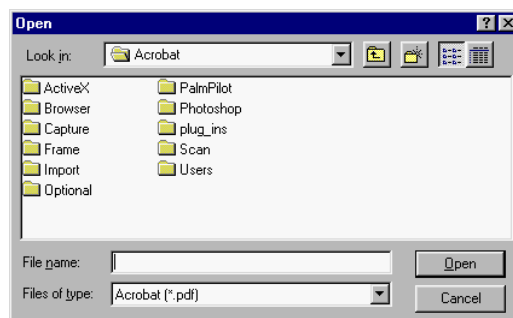 Open
Look in: Acrobat
ActiveX PalmPilot
Browser Photoshop
Capture plug_ins
Frame Scan
Import Users
Optional
File name: Open
Files of type: Acrobat (*.pdf) Cancel